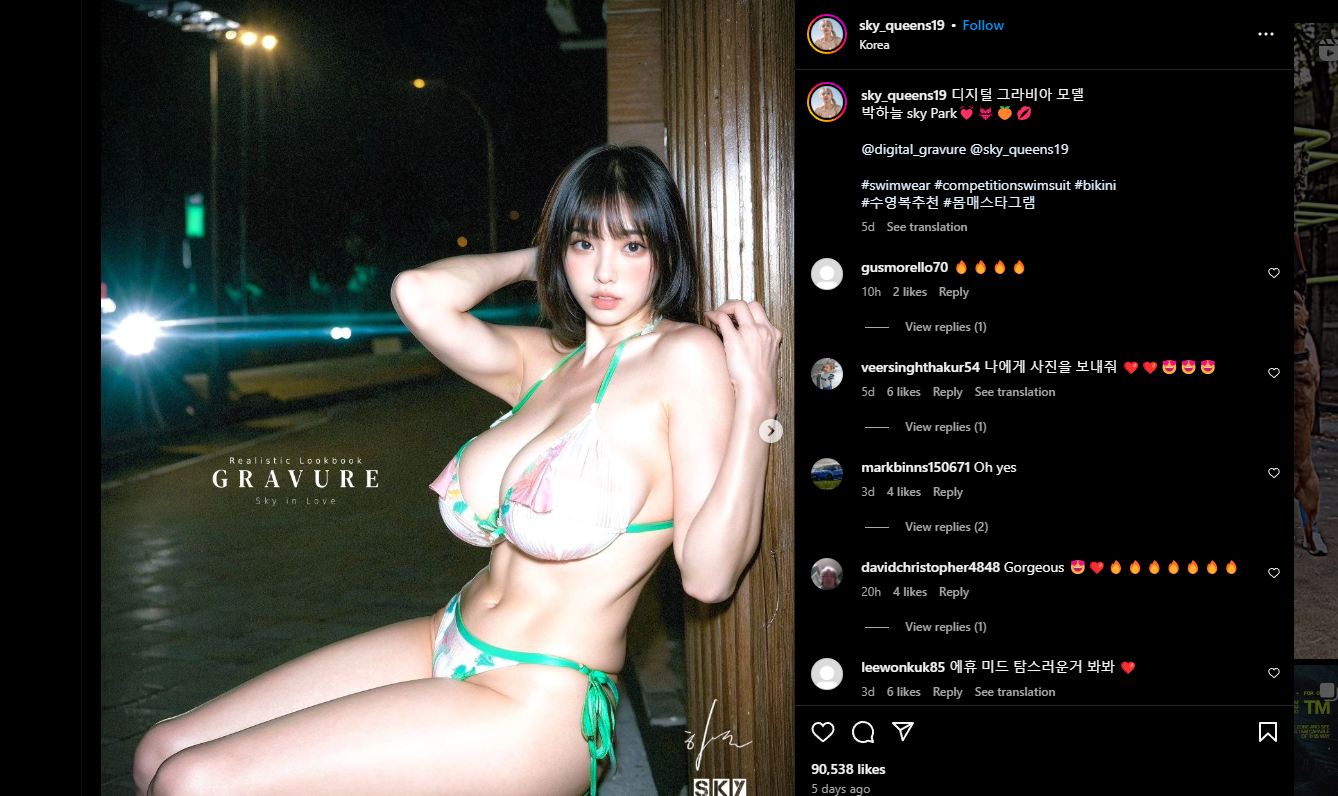 Realistic Lookbook
GRAVURE
Sky in Love
SKY
sky_queens19 • Follow
Korea
sky_queens19 디지털 그라비아 모델
박하늘 sky Park💓👅🍑💋
@digital_gravure @sky_queens19
#swimwear #competitionswimsuit #bikini
#수영복추천 #몸매스타그램
5d See translation
gusmorello70 🔥🔥🔥🔥
10h 2 likes Reply
View replies (1)
veersinghthakur54 나에게 사진을 보내줘 ❤️❤️🤩🤩🤩
5d 6 likes Reply See translation
View replies (1)
markbinns150671 Oh yes
3d 4 likes Reply
View replies (2)
davidchristopher4848 Gorgeous 🤩❤️🔥🔥🔥🔥🔥🔥🔥
20h 4 likes Reply
View replies (1)
leewonkuk85 에휴 미드 탐스러운거 봐봐 ❤️
3d 6 likes Reply See translation
90,538 likes
5 days ago
TM